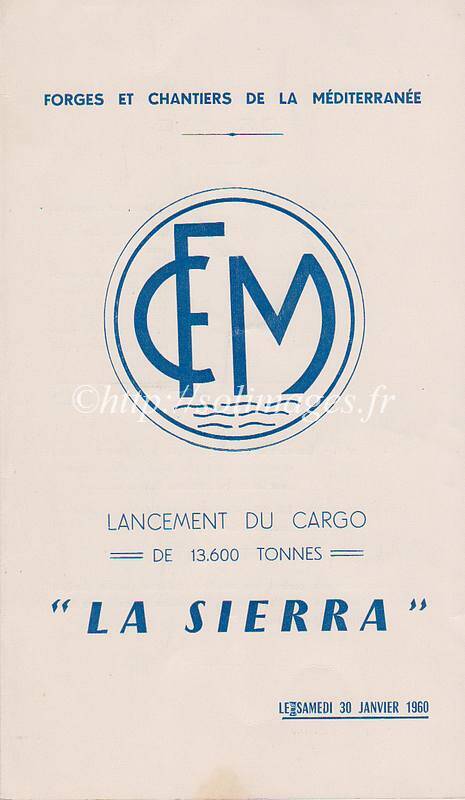 FORGES ET CHANTIERS DE LA MÉDITERRANÉE
CFM
©http://solimages.fr
LANCEMENT DU CARGO
DE 13.600 TONNES
"LA SIERRA"
LE SAMEDI 30 JANVIER 1960